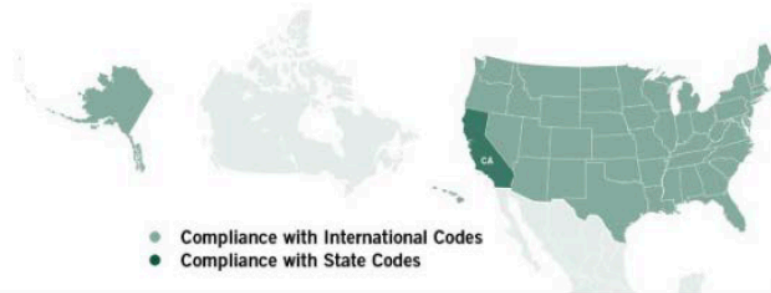 CA
Compliance with International Codes
Compliance with State Codes